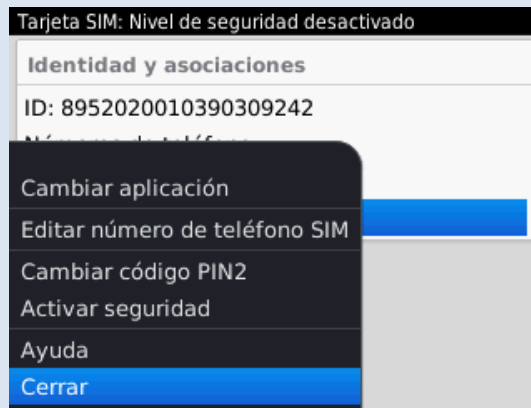 Tarjeta SIM: Nivel de seguridad desactivado
Identidad y asociaciones
ID: 8952020010390309242
Cambiar aplicación
Editar número de teléfono SIM
Cambiar código PIN2
Activar seguridad
Ayuda
Cerrar